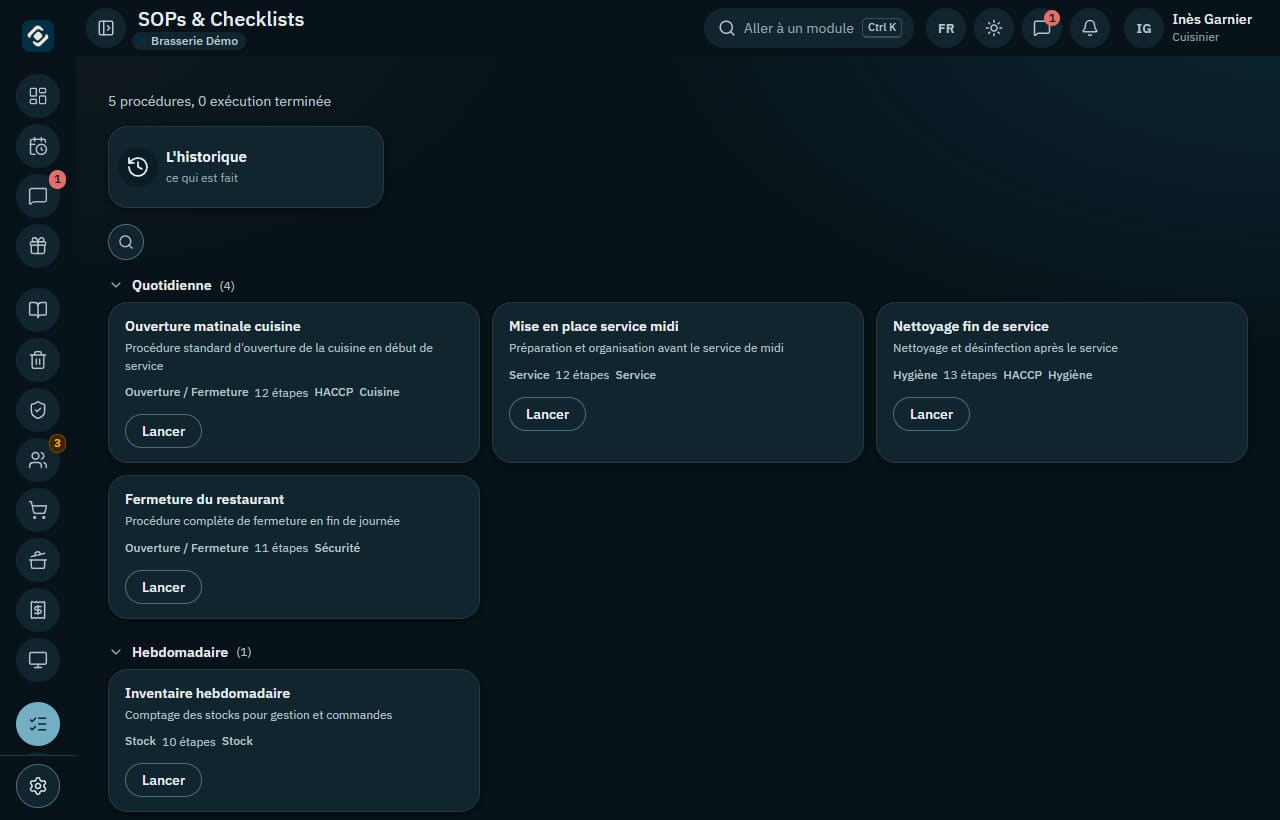 SOPs & Checklists
Brasserie Démo
Aller à un module Ctrl K
FR
1
IG
Inès Garnier
Cuisinier
1
3
5 procédures, 0 exécution terminée
L'historique
ce qui est fait
Quotidienne (4)
Ouverture matinale cuisine
Procédure standard d'ouverture de la cuisine en début de
service
Ouverture / Fermeture 12 étapes HACCP Cuisine
Lancer
Mise en place service midi
Préparation et organisation avant le service de midi
Service 12 étapes Service
Lancer
Nettoyage fin de service
Nettoyage et désinfection après le service
Hygiène 13 étapes HACCP Hygiène
Lancer
Fermeture du restaurant
Procédure complète de fermeture en fin de journée
Ouverture / Fermeture 11 étapes Sécurité
Lancer
Hebdomadaire (1)
Inventaire hebdomadaire
Comptage des stocks pour gestion et commandes
Stock 10 étapes Stock
Lancer